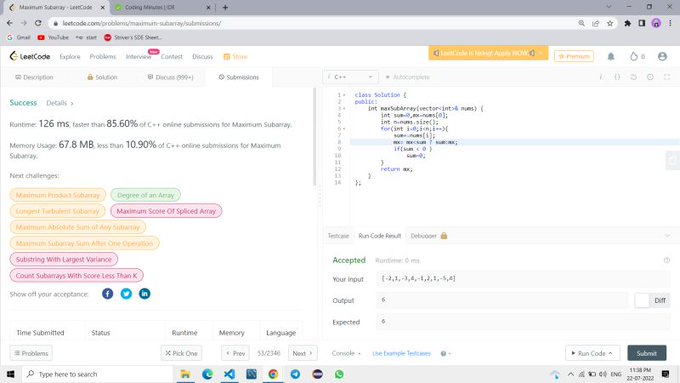 Maximum Subarray - LeetCode
Coding Minutes | IDE
leetcode.com/problems/maximum-subarray/submissions/
Gmail
YouTube
start
Striver's SDE Sheet...
LeetCode
Explore
Problems
Interview
New
Contest
Discuss
Store
LeetCode is hiring! Apply NOW.
Premium
0
Description
Solution
Discuss (999+)
Submissions
i C++
Autocomplete
Success
Details >
Runtime: 126 ms, faster than 85.60% of C++ online submissions for Maximum Subarray.
Memory Usage: 67.8 MB, less than 10.90% of C++ online submissions for Maximum
Subarray.
Next challenges:
Maximum Product Subarray
Degree of an Array
Longest Turbulent Subarray
Maximum Score Of Spliced Array
Maximum Absolute Sum of Any Subarray
Maximum Subarray Sum After One Operation
Substring With Largest Variance
Count Subarrays With Score Less Than K
Show off your acceptance:
Time Submitted
Status
Runtime
Memory
Language
1 class Solution {
2 public:
3 int maxSubArray(vector<int>& nums) {
4 int sum=0,mx=nums[0];
5 int n=nums.size();
6 for(int i=0;i<n;i++){
7 sum+=nums[i];
8 mx= mx<sum ? sum:mx;
9 if(sum < 0 )
10 sum=0;
11 }
12 return mx;
13 }
14 };
Testcase
Run Code Result
Debugger
Accepted
Runtime: 0 ms
Your input
[-2,1,-3,4,-1,2,1,-5,4]
Output
6
Diff
Expected
6
Problems
Pick One
< Prev
53/2346
Next >
Console
Use Example Testcases
Run Code
Submit
Type here to search
ENG
11:38 PM
22-07-2022